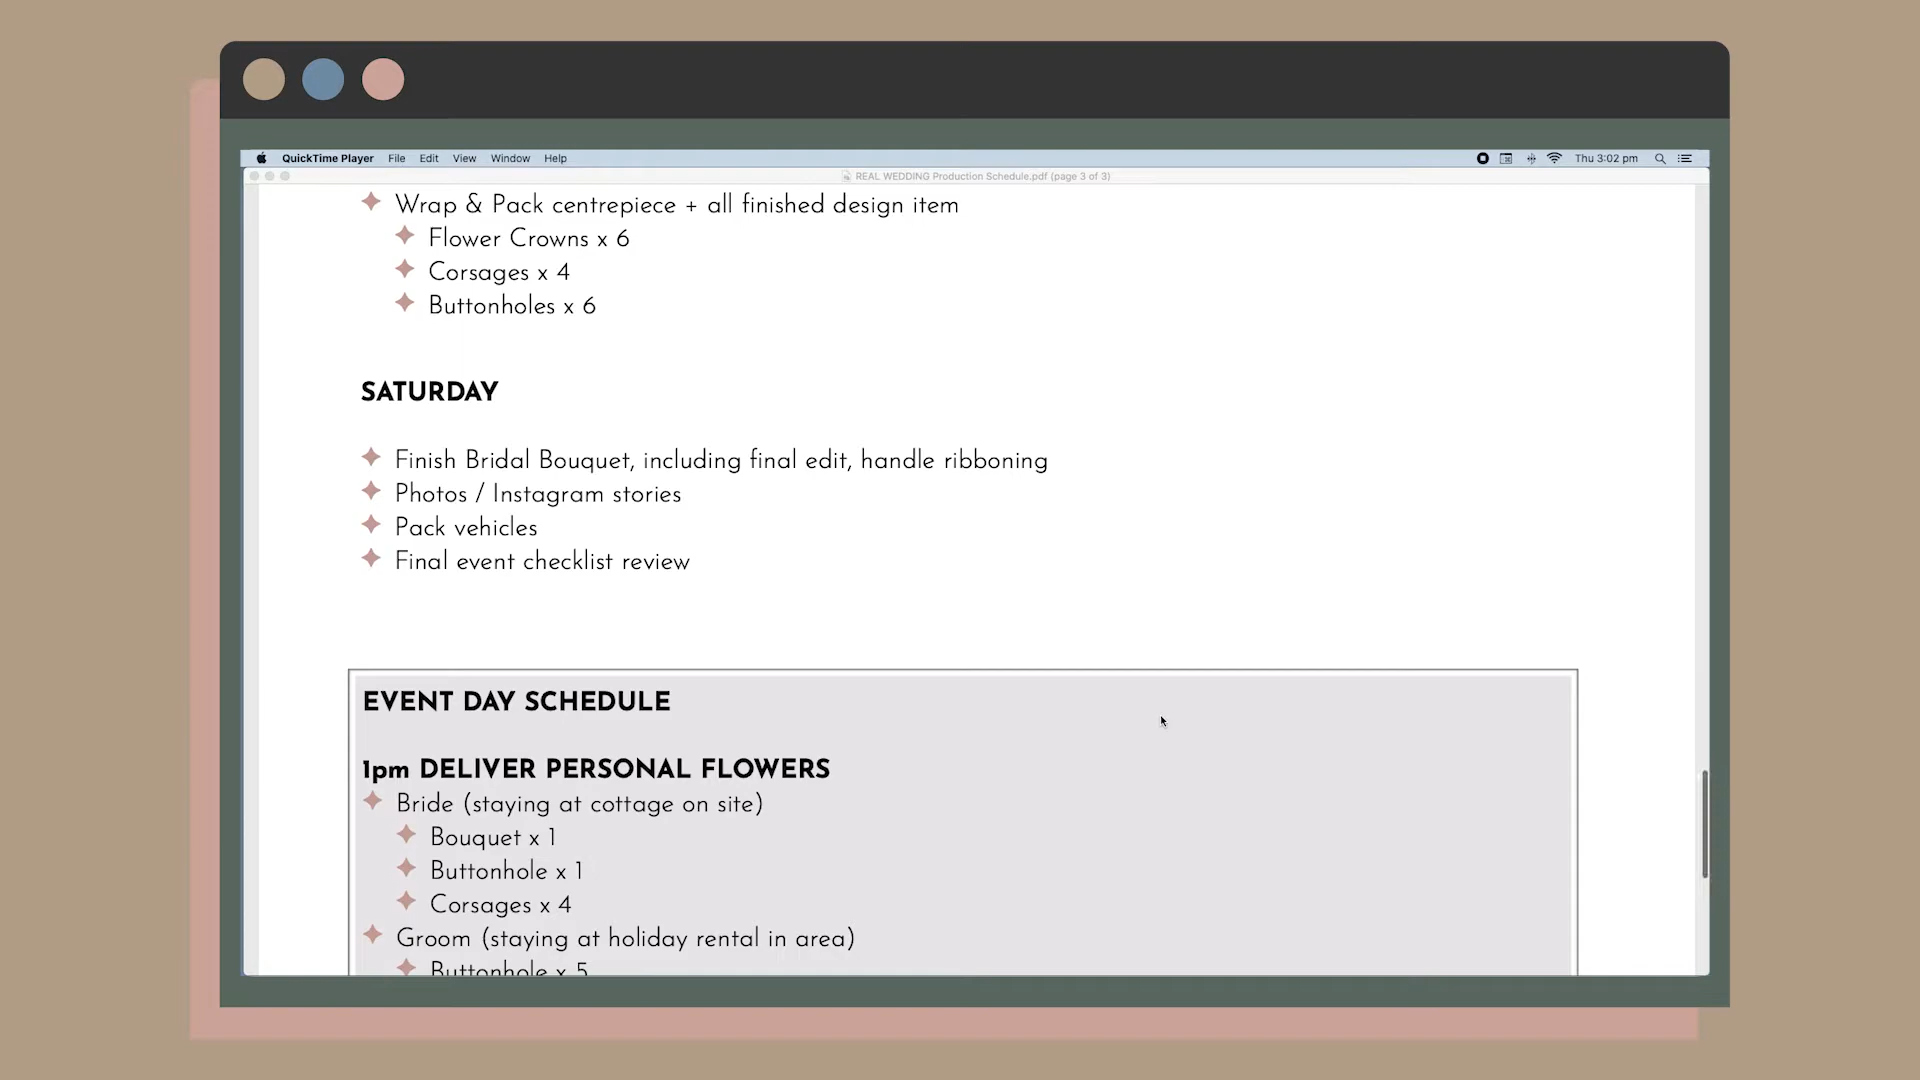 QuickTime Player File Edit View Window Help Thu 3:02 pm
REAL WEDDING Production Schedule.pdf (page 3 of 3)
Wrap & Pack centrepiece + all finished design item
Flower Crowns x 6
Corsages x 4
Buttonholes x 6
SATURDAY
Finish Bridal Bouquet, including final edit, handle ribboning
Photos / Instagram stories
Pack vehicles
Final event checklist review
EVENT DAY SCHEDULE
1pm DELIVER PERSONAL FLOWERS
Bride (staying at cottage on site)
Bouquet x 1
Buttonhole x 1
Corsages x 4
Groom (staying at holiday rental in area)
Buttonhole x 5